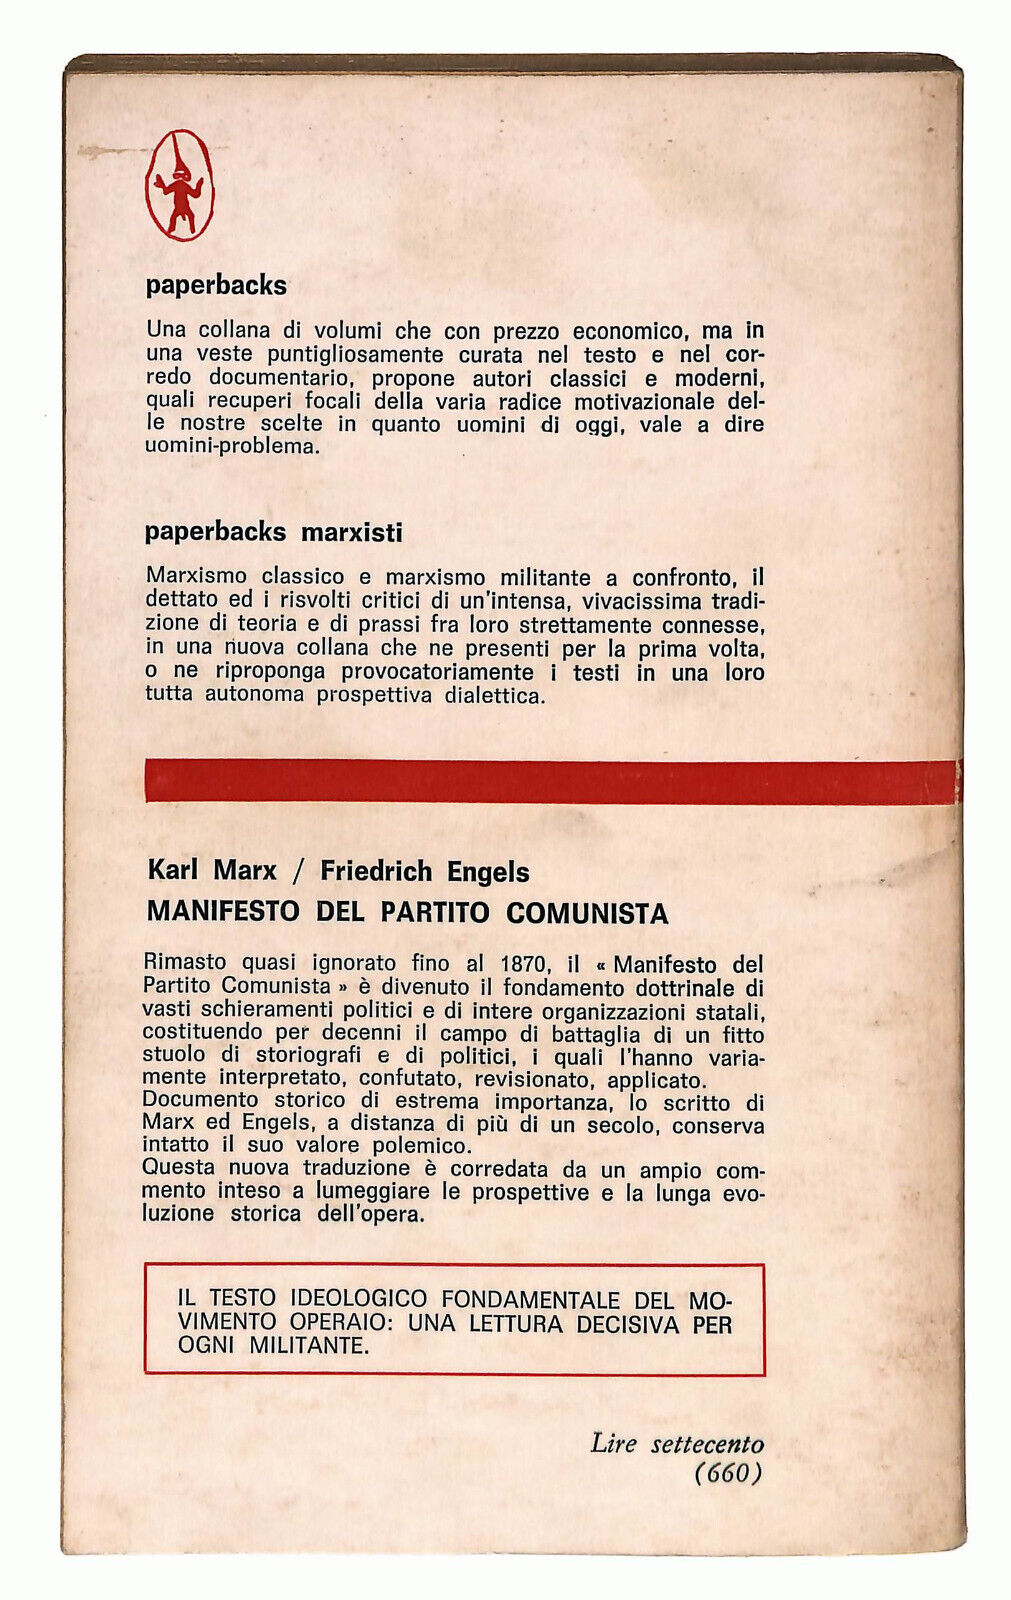 paperbacks
Una collana di volumi che con prezzo economico, ma in
una veste puntigliosamente curata nel testo e nel cor-
redo documentario, propone autori classici e moderni,
quali recuperi focali della varia radice motivazionale del-
le nostre scelte in quanto uomini di oggi, vale a dire
uomini-problema.
paperbacks marxisti
Marxismo classico e marxismo militante a confronto, il
dettato ed i risvolti critici di un'intensa, vivacissima tradi-
zione di teoria e di prassi fra loro strettamente connesse,
in una nuova collana che ne presenti per la prima volta,
o ne riproponga provocatoriamente i testi in una loro
tutta autonoma prospettiva dialettica.
Karl Marx / Friedrich Engels
MANIFESTO DEL PARTITO COMUNISTA
Rimasto quasi ignorato fino al 1870, il « Manifesto del
Partito Comunista » è divenuto il fondamento dottrinale di
vasti schieramenti politici e di intere organizzazioni statali,
costituendo per decenni il campo di battaglia di un fitto
stuolo di storiografi e di politici, i quali l'hanno varia-
mente interpretato, confutato, revisionato, applicato.
Documento storico di estrema importanza, lo scritto di
Marx ed Engels, a distanza di più di un secolo, conserva
intatto il suo valore polemico.
Questa nuova traduzione è corredata da un ampio com-
mento inteso a lumeggiare le prospettive e la lunga evo-
luzione storica dell'opera.
IL TESTO IDEOLOGICO FONDAMENTALE DEL MO-
VIMENTO OPERAIO: UNA LETTURA DECISIVA PER
OGNI MILITANTE.
Lire settecento
(660)